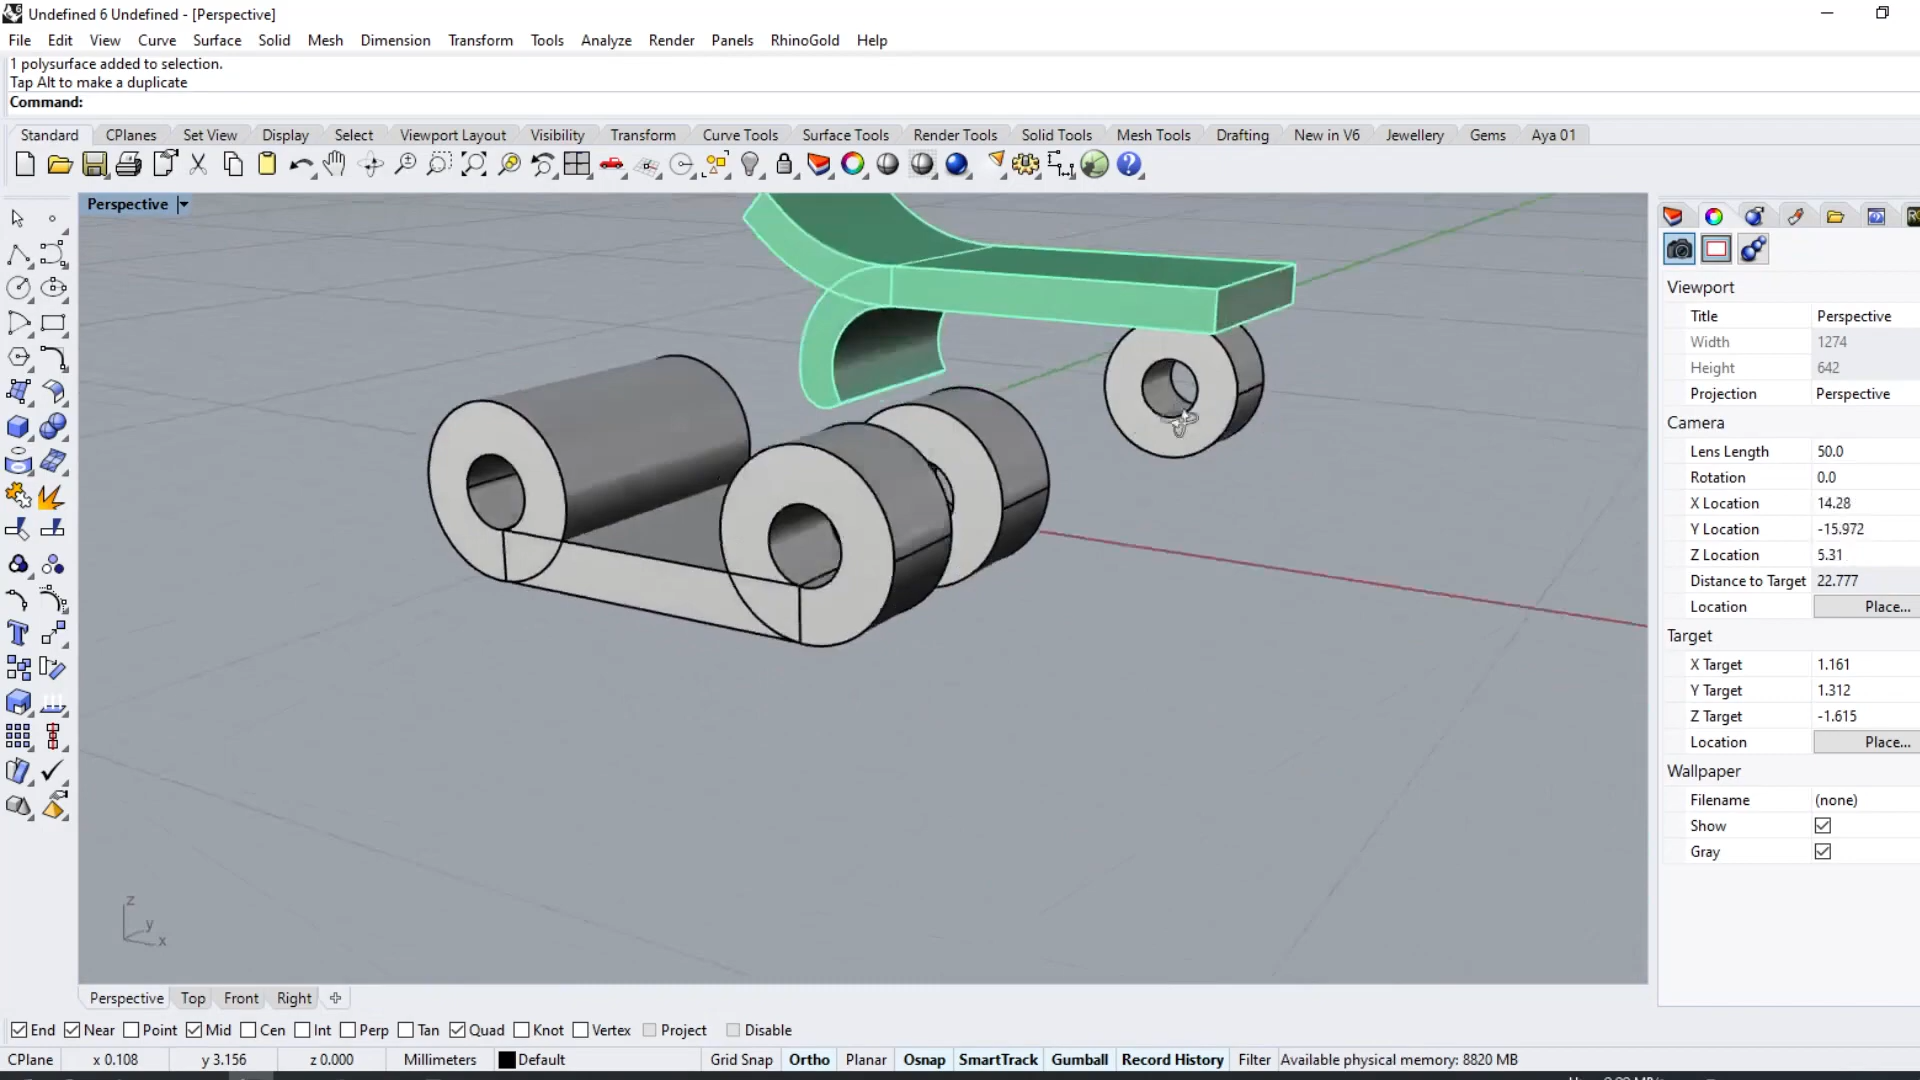 Undefined 6 Undefined - [Perspective]
File Edit View Curve Surface Solid Mesh Dimension Transform Tools Analyze Render Panels RhinoGold Help
1 polysurface added to selection.
Tap Alt to make a duplicate
Command:
Standard CPlanes Set View Display Select Viewport Layout Visibility Transform Curve Tools Surface Tools Render Tools Solid Tools Mesh Tools Drafting New in V6 Jewellery Gems Aya 01
Perspective
Viewport
Title Perspective
Width 1274
Height 642
Projection Perspective
Camera
Lens Length 50.0
Rotation 0.0
X Location 14.28
Y Location -15.972
Z Location 5.31
Distance to Target 22.777
Location Place...
Target
X Target 1.161
Y Target 1.312
Z Target -1.615
Location Place...
Wallpaper
Filename (none)
Show
Gray
z
y
x
Perspective Top Front Right
End Near Point Mid Cen Int Perp Tan Quad Knot Vertex Project Disable
CPlane x 0.108 y 3.156 z 0.000 Millimeters Default Grid Snap Ortho Planar Osnap SmartTrack Gumball Record History Filter Available physical memory: 8820 MB